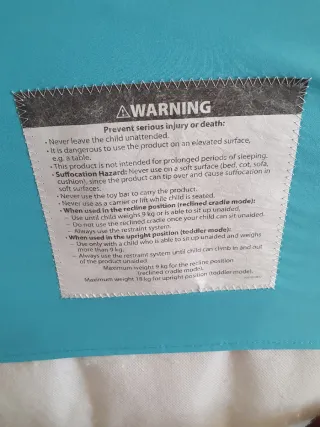 ⚠WARNING
Prevent serious injury or death:
• Never leave the child unattended.
• It is dangerous to use the product on an elevated surface,
e.g. a table.
• This product is not intended for prolonged periods of sleeping.
• Suffocation Hazard: Never use on a soft surface (bed, cot, sofa,
cushion), since the product can tip over and cause suffocation in
soft surfaces.
• Never use the toy bar to carry the product.
• Never use as a carrier or lift while child is seated.
• When used in the recline position (reclined cradle mode):
– Use until child weighs 9 kg or is able to sit up unaided.
– Do not use the reclined cradle once your child can sit unaided.
– Always use the restraint system.
• When used in the upright position (toddler mode):
– Use only with a child who is able to sit up unaided and weighs
more than 9 kg.
– Always use the restraint system until child can climb in and out
of the product unaided.
Maximum weight 9 kg for the recline position
(reclined cradle mode).
Maximum weight 18 kg for upright position (toddler mode).